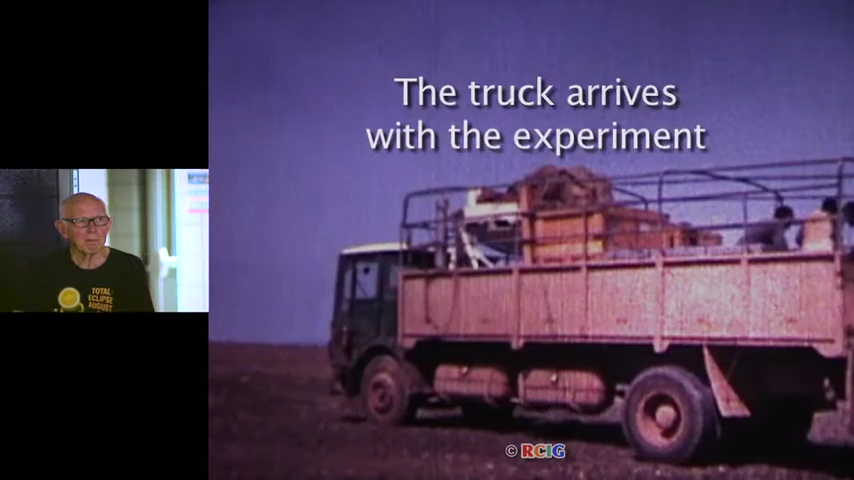 The truck arrives
with the experiment
TOTAL
ECLIPSE
AUGUST
© RCIG